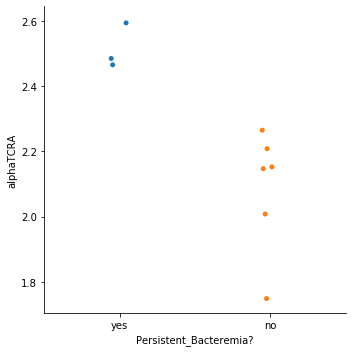 2.6
2.4
2.2
2.0
1.8
alphaTCRA
yes
no
Persistent_Bacteremia?